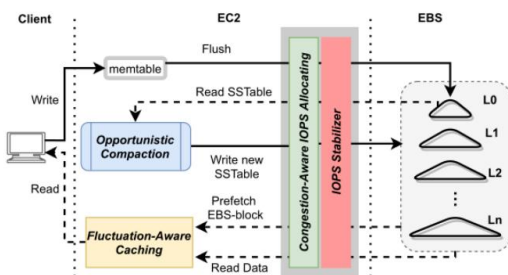 Client
EC2
EBS
Flush
memtable
Write
Read SSTable
L0
Opportunistic
Compaction
L1
Write new
SSTable
L2
Read
Prefetch
EBS-block
Ln
Fluctuation-Aware
Caching
Read Data
Congestion-Aware IOPS Allocating
IOPS Stabilizer